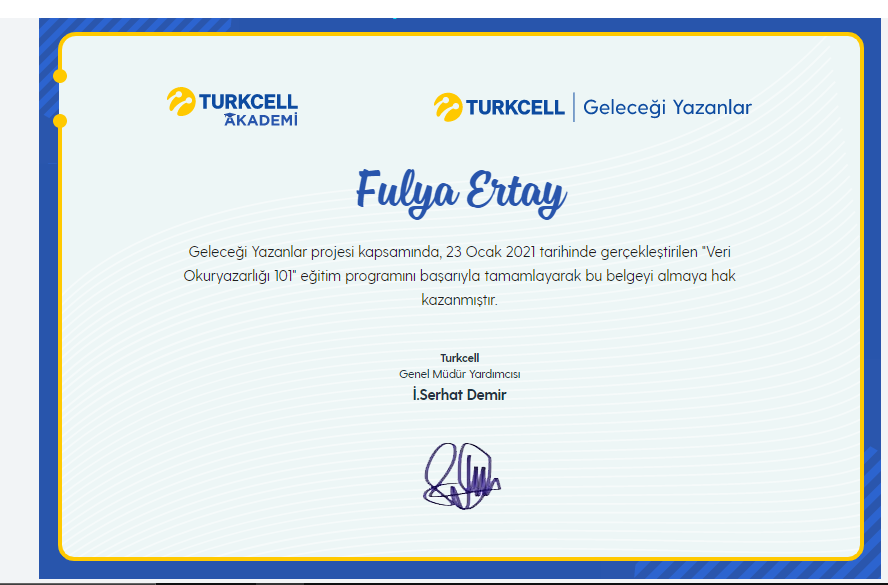 TURKCELL
AKADEMİ
TURKCELL | Geleceği Yazanlar
Fulya Ertay
Geleceği Yazanlar projesi kapsamında, 23 Ocak 2021 tarihinde gerçekleştirilen "Veri
Okuryazarlığı 101" eğitim programını başarıyla tamamlayarak bu belgeyi almaya hak
kazanmıştır.
Turkcell
Genel Müdür Yardımcısı
İ.Serhat Demir